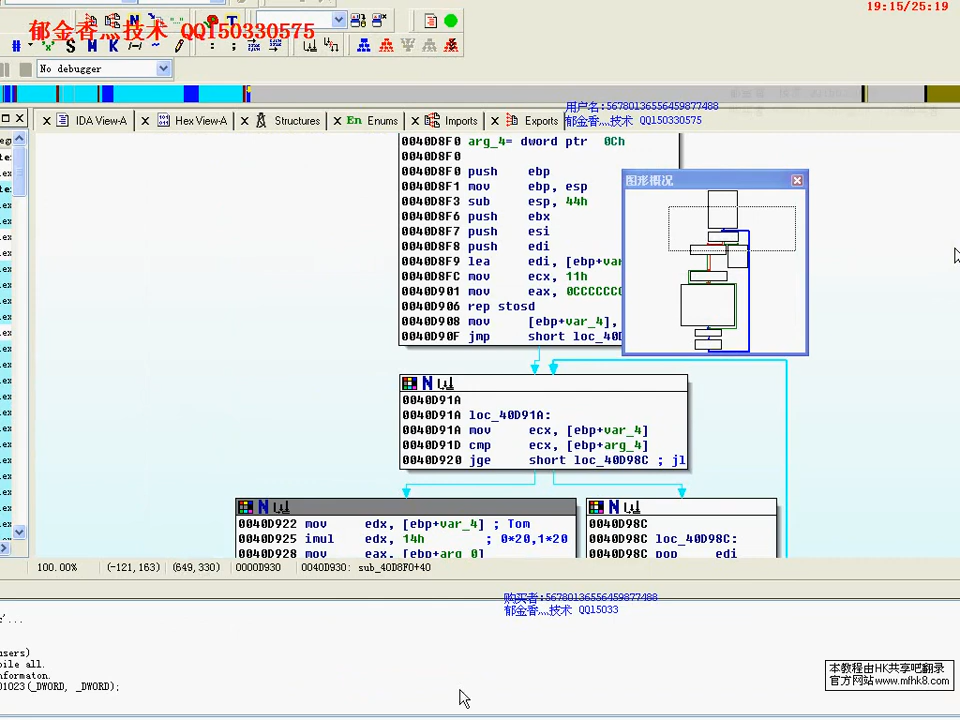 19:15/25:19
郁金香灬技术 QQ150330575
No debugger
用户名:56780136556459877488
郁金香灬技术 QQ150330575
IDA View-A
Hex View-A
Structures
En Enums
Imports
Exports
0040D8F0 arg_4= dword ptr 0Ch
0040D8F0
0040D8F0 push ebp
0040D8F1 mov ebp, esp
0040D8F3 sub esp, 44h
0040D8F6 push ebx
0040D8F7 push esi
0040D8F8 push edi
0040D8F9 lea edi, [ebp+var
0040D8FC mov ecx, 11h
0040D901 mov eax, 0CCCCCCC
0040D906 rep stosd
0040D908 mov [ebp+var_4],
0040D90F jmp short loc_40D
图形概况
0040D91A
0040D91A loc_40D91A:
0040D91A mov ecx, [ebp+var_4]
0040D91D cmp ecx, [ebp+arg_4]
0040D920 jge short loc_40D98C ; jl
0040D922 mov edx, [ebp+var_4] ; Tom
0040D925 imul edx, 14h ; 0*20,1*20
0040D928 mov eax, [ebp+arg_0]
0040D98C
0040D98C loc_40D98C:
0040D98C pop edi
100.00% (-121,163) (649,330) 0000D930 0040D930: sub_40D8F0+40
购买者:56780136556459877488
郁金香灬技术 QQ15033
'...
users)
pile all.
nformaton.
01023(_DWORD, _DWORD);
本教程由HK共享吧翻录
官方网站www.mfhk8.com